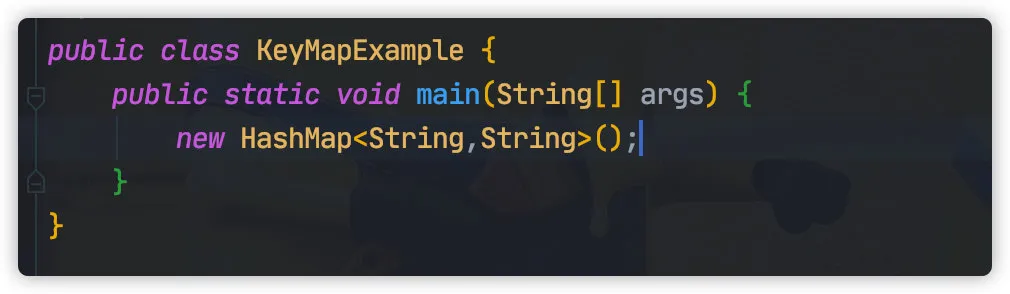 public class KeyMapExample {
    public static void main(String[] args) {
        new HashMap<String,String>();
    }
}